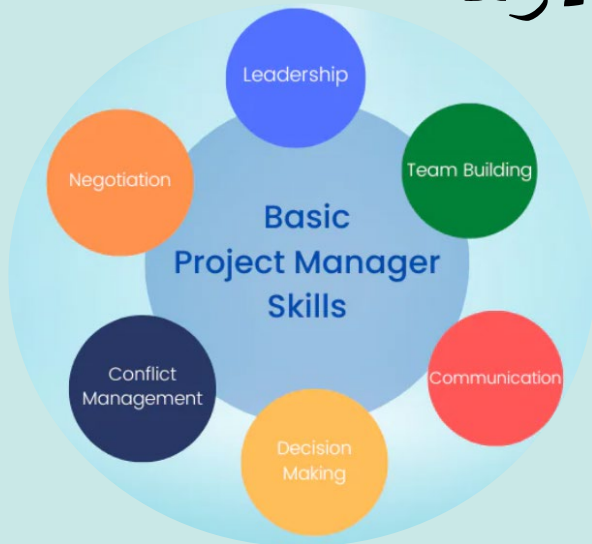 Leadership
Team Building
Communication
Decision
Making
Conflict
Management
Negotiation
Basic
Project Manager
Skills